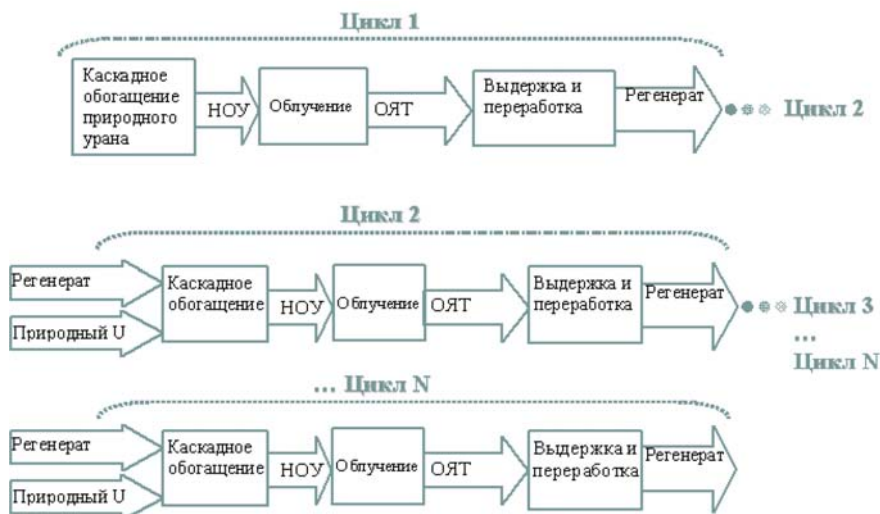 Цикл 1
Каскадное
обогащение
природного
урана
НОУ
Облучение
ОЯТ
Выдержка и
переработка
Регенерат
Цикл 2
Цикл 2
Регенерат
Природный U
Каскадное
обогащение
НОУ
Облучение
ОЯТ
Выдержка и
переработка
Регенерат
Цикл 3
...
Цикл N
... Цикл N
Регенерат
Природный U
Каскадное
обогащение
НОУ
Облучение
ОЯТ
Выдержка и
переработка
Регенерат